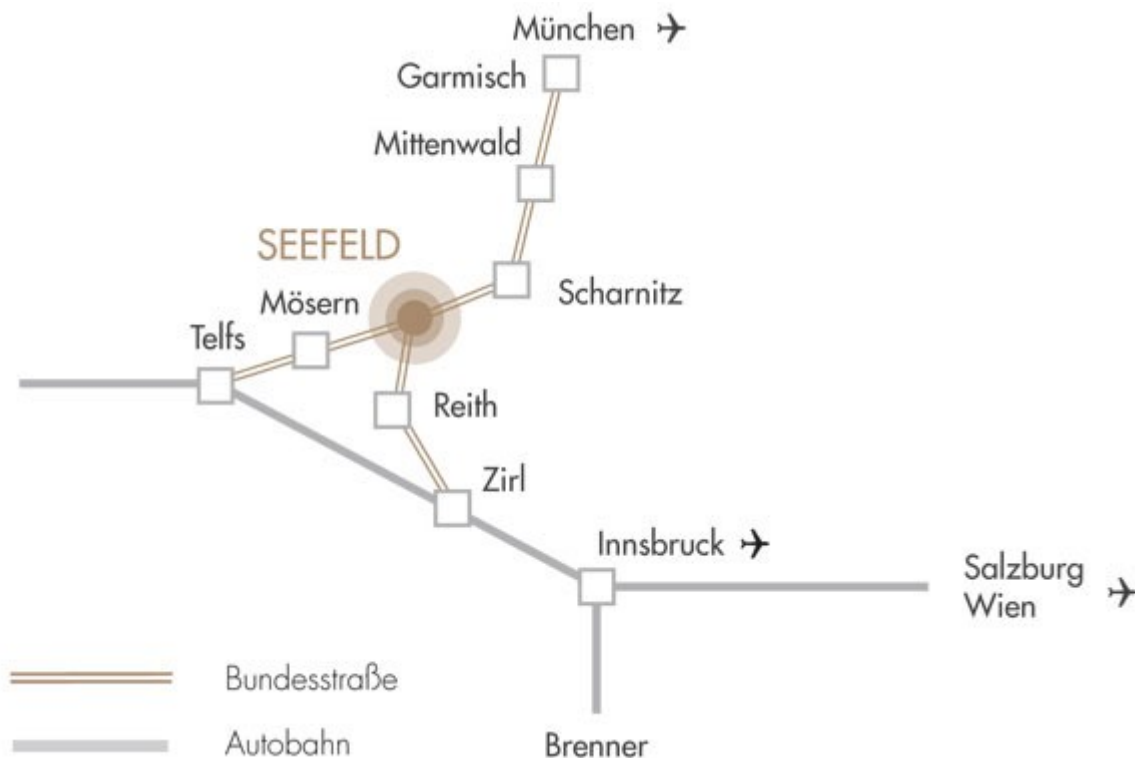 München
Garmisch
Mittenwald
SEEFELD
Scharnitz
Mösern
Telfs
Reith
Zirl
Innsbruck
Salzburg
Wien
Bundesstraße
Autobahn
Brenner